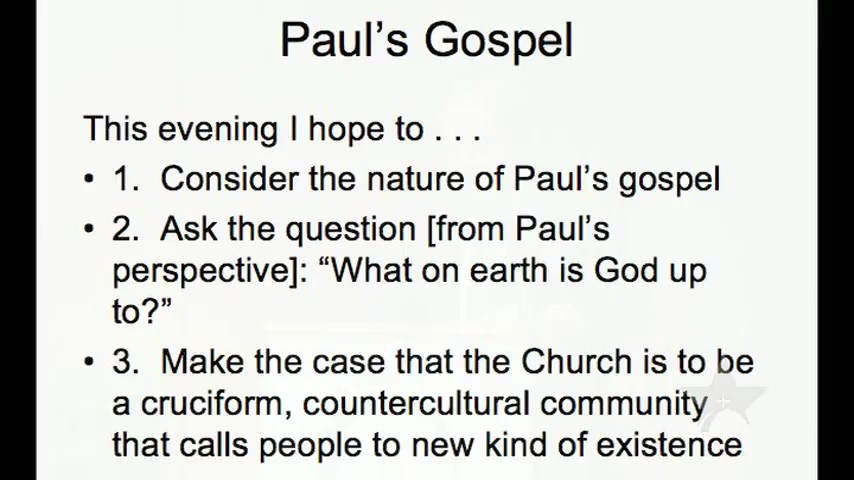 Paul’s Gospel
This evening I hope to . . .
• 1. Consider the nature of Paul’s gospel
• 2. Ask the question [from Paul’s
perspective]: “What on earth is God up
to?”
• 3. Make the case that the Church is to be
a cruciform, countercultural community
that calls people to new kind of existence